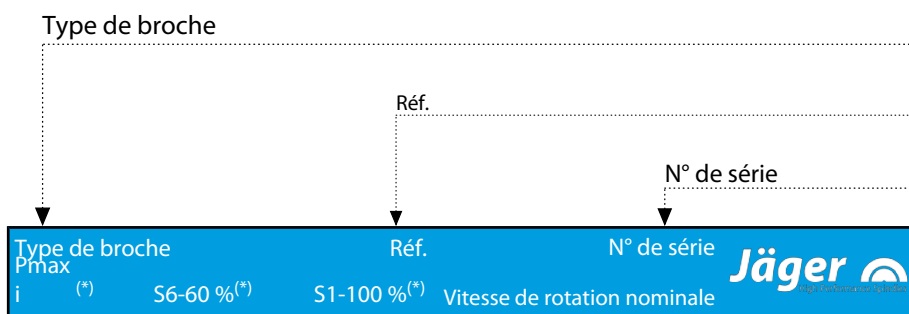 Type de broche
Réf.
N° de série
Type de broche Réf. N° de série
Pmax
Jäger
i (*) S6-60 %(*) S1-100 %(*) Vitesse de rotation nominale